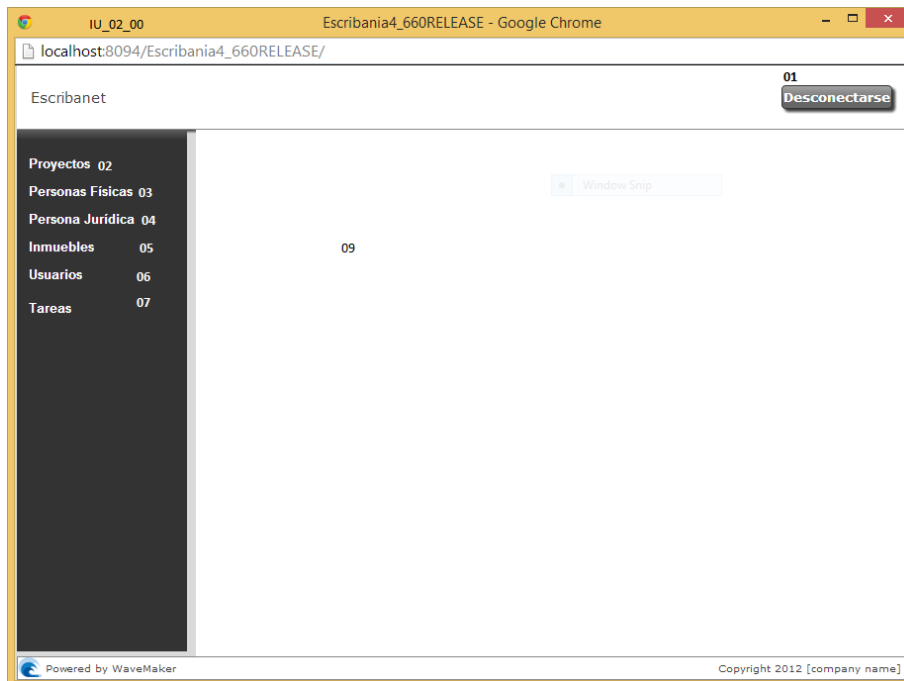 IU_02_00 Escribania4_660RELEASE - Google Chrome
localhost:8094/Escribania4_660RELEASE/
01
Escribanet Desconectarse
Proyectos 02
Window Snip
Personas Físicas 03
Persona Jurídica 04
Inmuebles 05 09
Usuarios 06
Tareas 07
Powered by WaveMaker Copyright 2012 [company name]